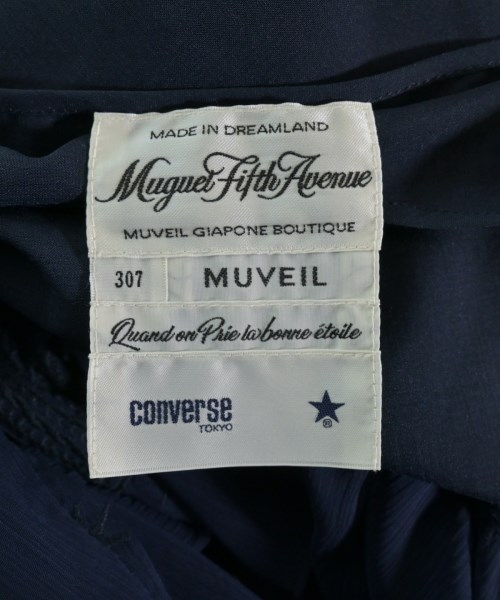 MADE IN DREAMLAND
Muguet Fifth Avenue
MUVEIL GIAPONE BOUTIQUE
307 MUVEIL
Quand on Prie la bonne étoile
converse
TOKYO
®